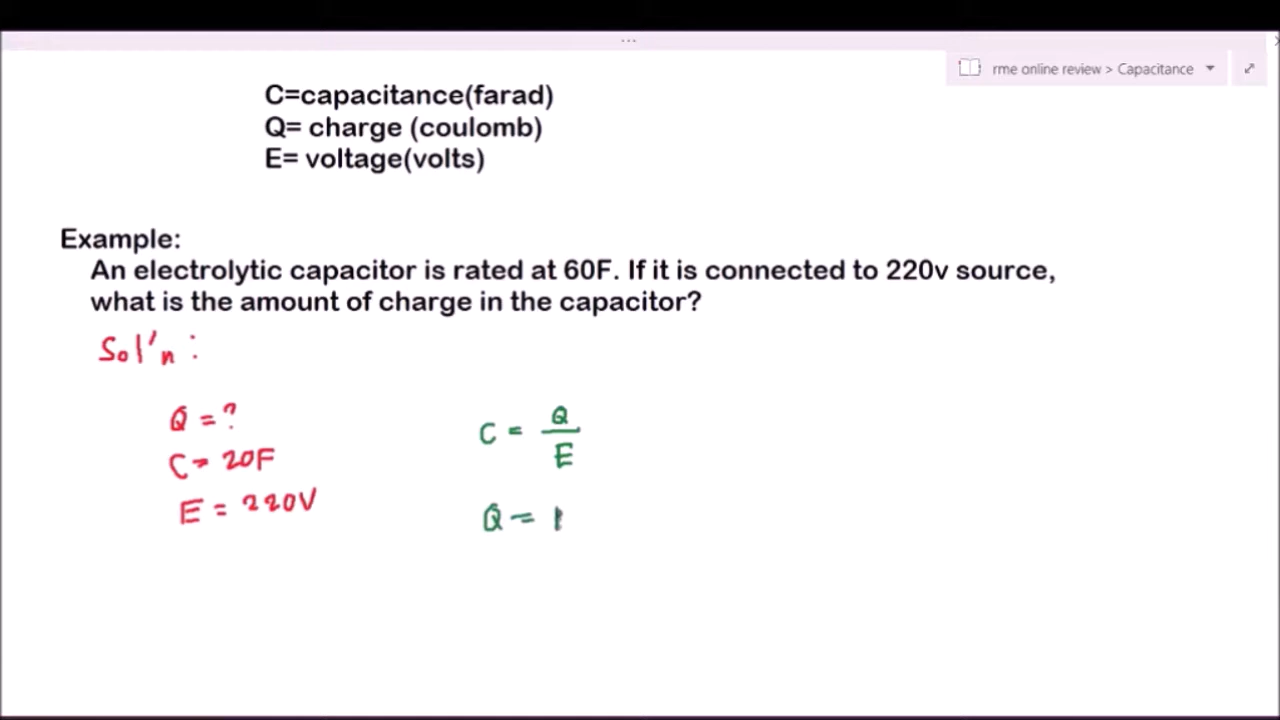 rme online review > Capacitance
C=capacitance(farad)
Q= charge (coulomb)
E= voltage(volts)
Example:
An electrolytic capacitor is rated at 60F. If it is connected to 220v source,
what is the amount of charge in the capacitor?
Sol'n :
Q = ?
C = 20F
E = 220V
C = Q
E
Q =